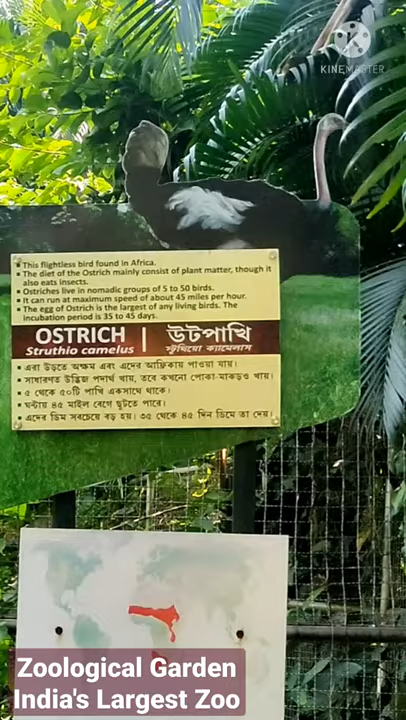 KINEMASTER
▪ This flightless bird found in Africa.
▪ The diet of the Ostrich mainly consist of plant matter, though it
also eats insects.
▪ Ostriches live in nomadic groups of 5 to 50 birds.
▪ It can run at maximum speed of about 45 miles per hour.
▪ The egg of Ostrich is the largest of any living birds. The
incubation period is 35 to 45 days.
OSTRICH | উটপাখি
Struthio camelus স্ট্রুথিয়ো ক্যামেলাস
▪ এরা উড়তে অক্ষম এবং এদের আফ্রিকায় পাওয়া যায়।
▪ সাধারণত উদ্ভিজ পদার্থ খায়, তবে কখনো পোকা-মাকড়ও খায়।
▪ ৫ থেকে ৫০টি পাখি একসাথে থাকে।
▪ ঘন্টায় ৪৫ মাইল বেগে ছুটতে পারে।
▪ এদের ডিম সবচেয়ে বড় হয়। ৩৫ থেকে ৪৫ দিন ডিমে তা দেয়।
Zoological Garden
India's Largest Zoo